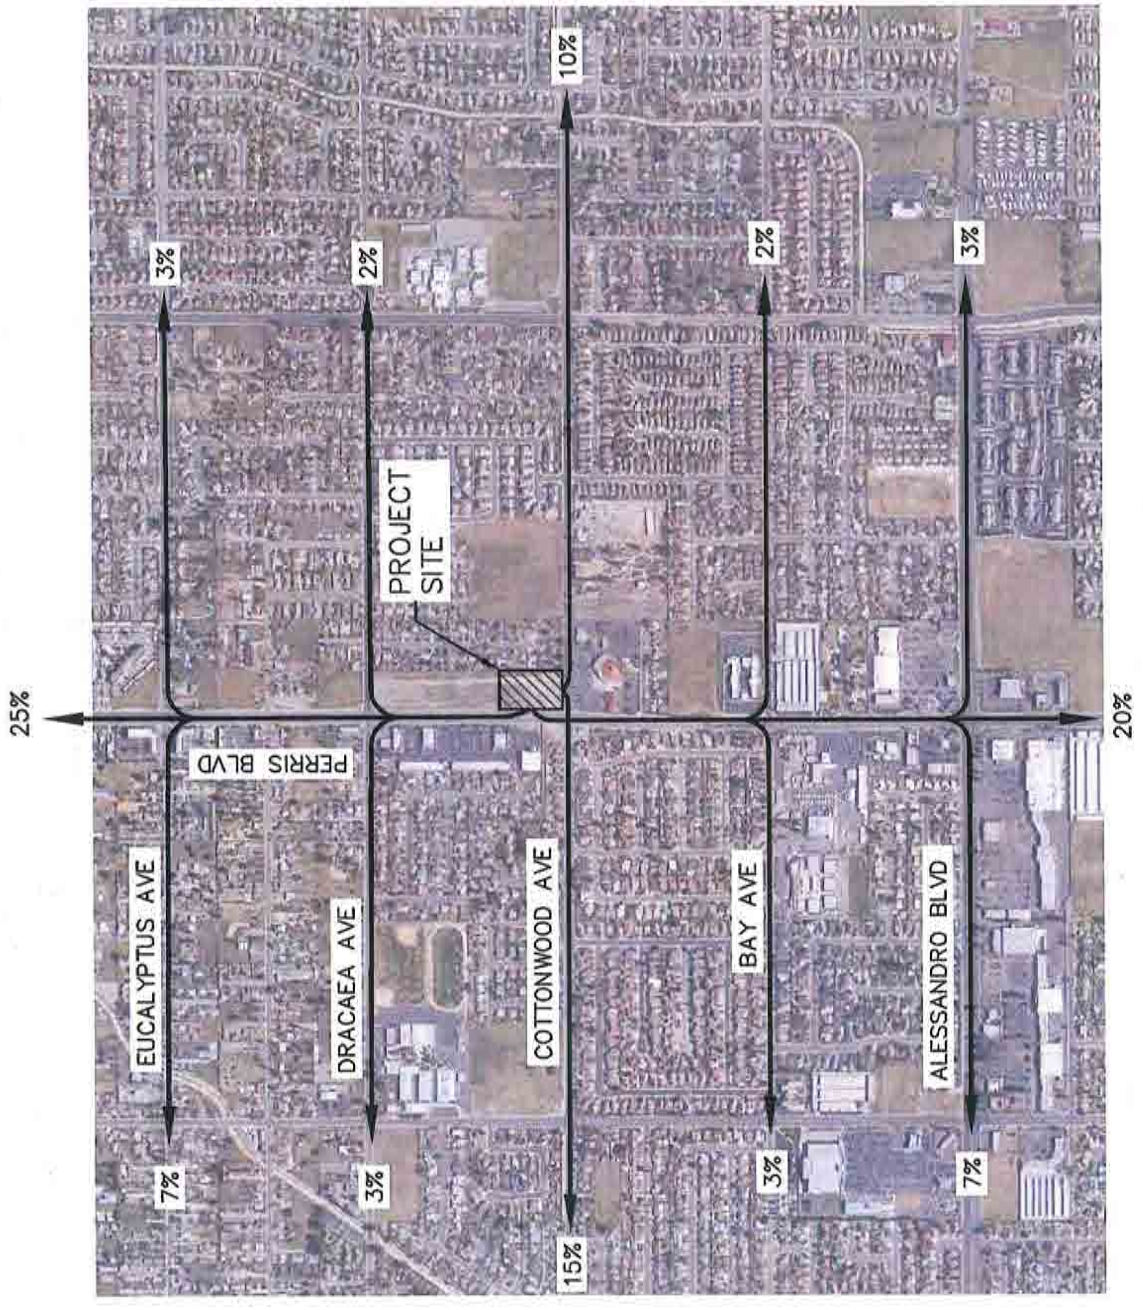 25%
3%
2%
10%
2%
3%
PROJECT
SITE
PERRIS BLVD
EUCALYPTUS AVE
DRACAEA AVE
COTTONWOOD AVE
BAY AVE
ALESSANDRO BLVD
7%
3%
15%
3%
7%
20%